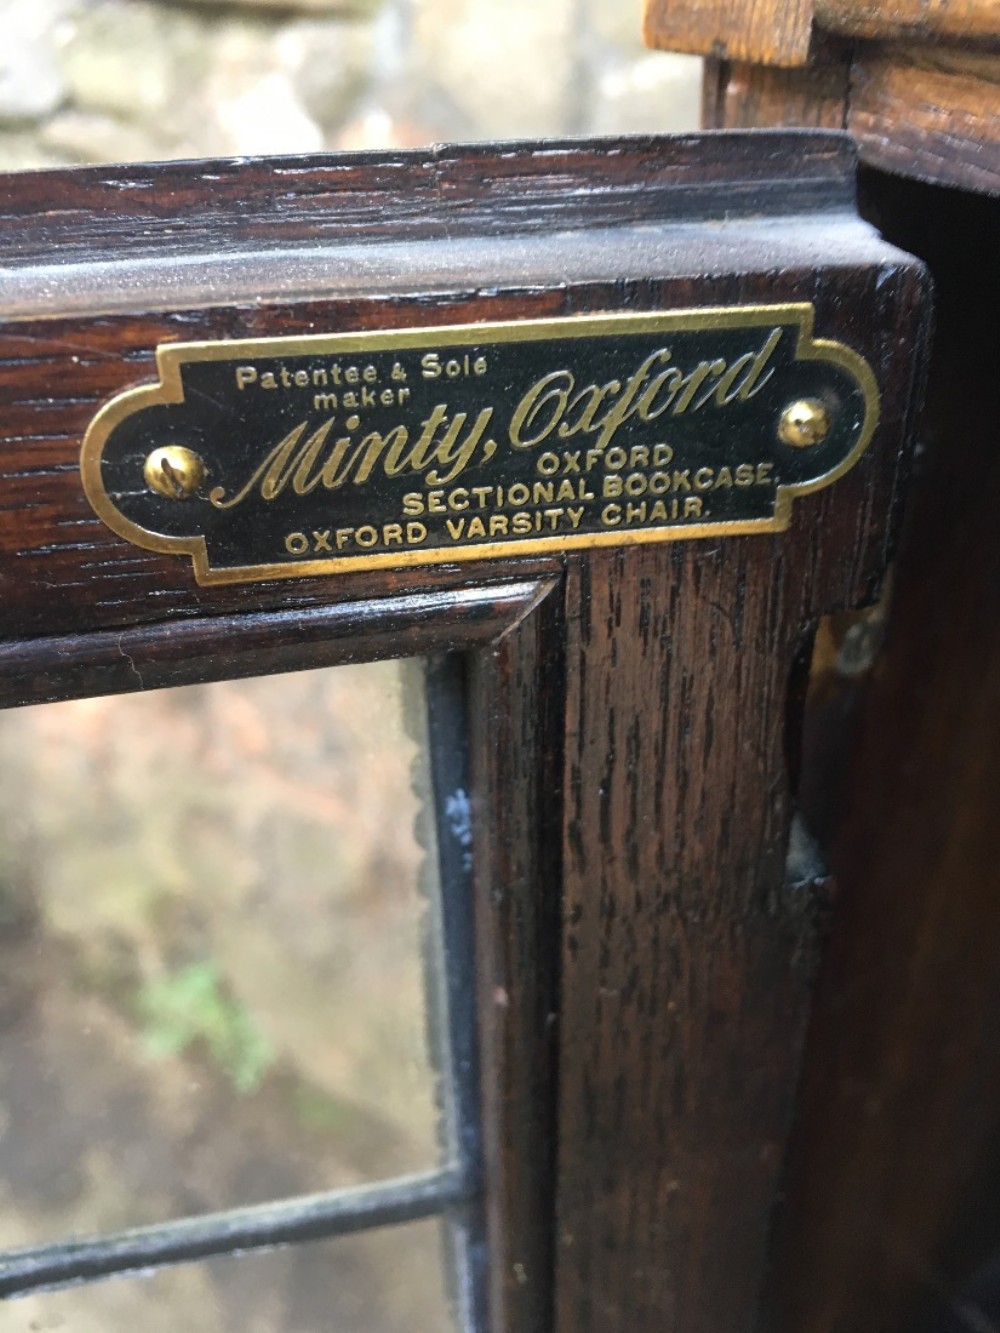 Patentee & Sole
maker
Minty, Oxford
OXFORD
SECTIONAL BOOKCASE.
OXFORD VARSITY CHAIR.